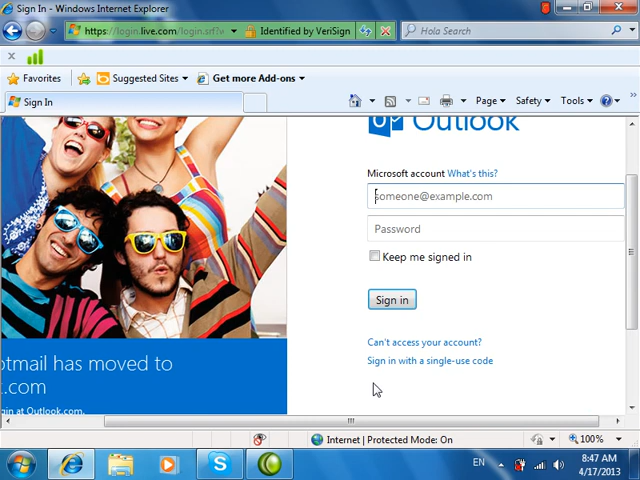 Sign In - Windows Internet Explorer
https://login.live.com/login.srf?w
Identified by VeriSign
Hola Search
Favorites
Suggested Sites
Get more Add-ons
Sign In
Page
Safety
Tools
Outlook
Microsoft account What's this?
someone@example.com
Password
Keep me signed in
Sign in
Can't access your account?
Sign in with a single-use code
otmail has moved to
.com
gin at Outlook.com.
Internet | Protected Mode: On
100%
EN
8:47 AM
4/17/2013